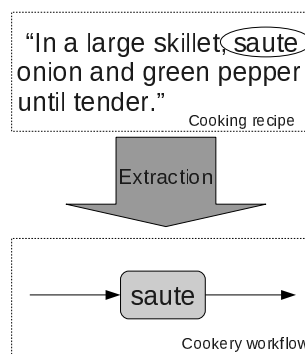 “In a large skillet, saute
onion and green pepper
until tender.”
Cooking recipe
Extraction
saute
Cookery workflow